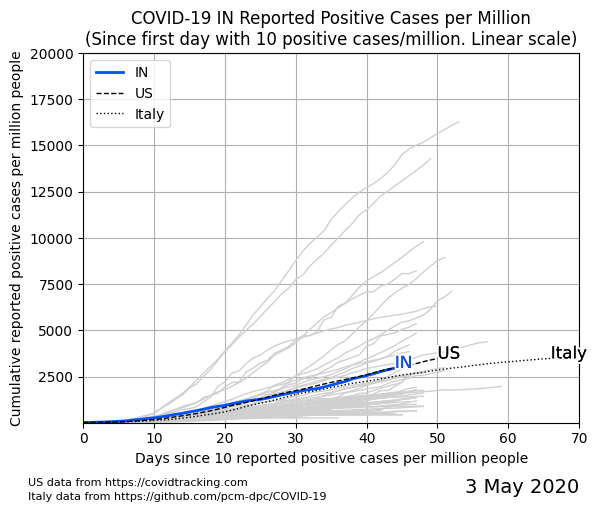 COVID-19 IN Reported Positive Cases per Million
(Since first day with 10 positive cases/million. Linear scale)
Cumulative reported positive cases per million people
20000
17500
15000
12500
10000
7500
5000
2500
IN
US
Italy
IN
US
Italy
0
10
20
30
40
50
60
70
Days since 10 reported positive cases per million people
US data from https://covidtracking.com
Italy data from https://github.com/pcm-dpc/COVID-19
3 May 2020